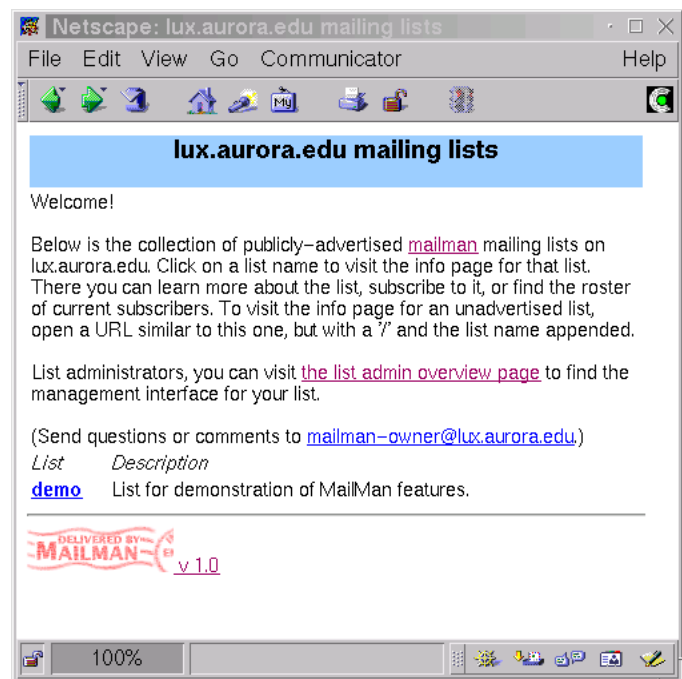 Netscape: lux.aurora.edu mailing lists
File Edit View Go Communicator Help
My
lux.aurora.edu mailing lists
Welcome!
Below is the collection of publicly-advertised mailman mailing lists on
lux.aurora.edu. Click on a list name to visit the info page for that list.
There you can learn more about the list, subscribe to it, or find the roster
of current subscribers. To visit the info page for an unadvertised list,
open a URL similar to this one, but with a '/' and the list name appended.
List administrators, you can visit the list admin overview page to find the
management interface for your list.
(Send questions or comments to mailman-owner@lux.aurora.edu.)
List Description
demo List for demonstration of MailMan features.
DELIVERED BY
MAILMAN
v 1.0
100%